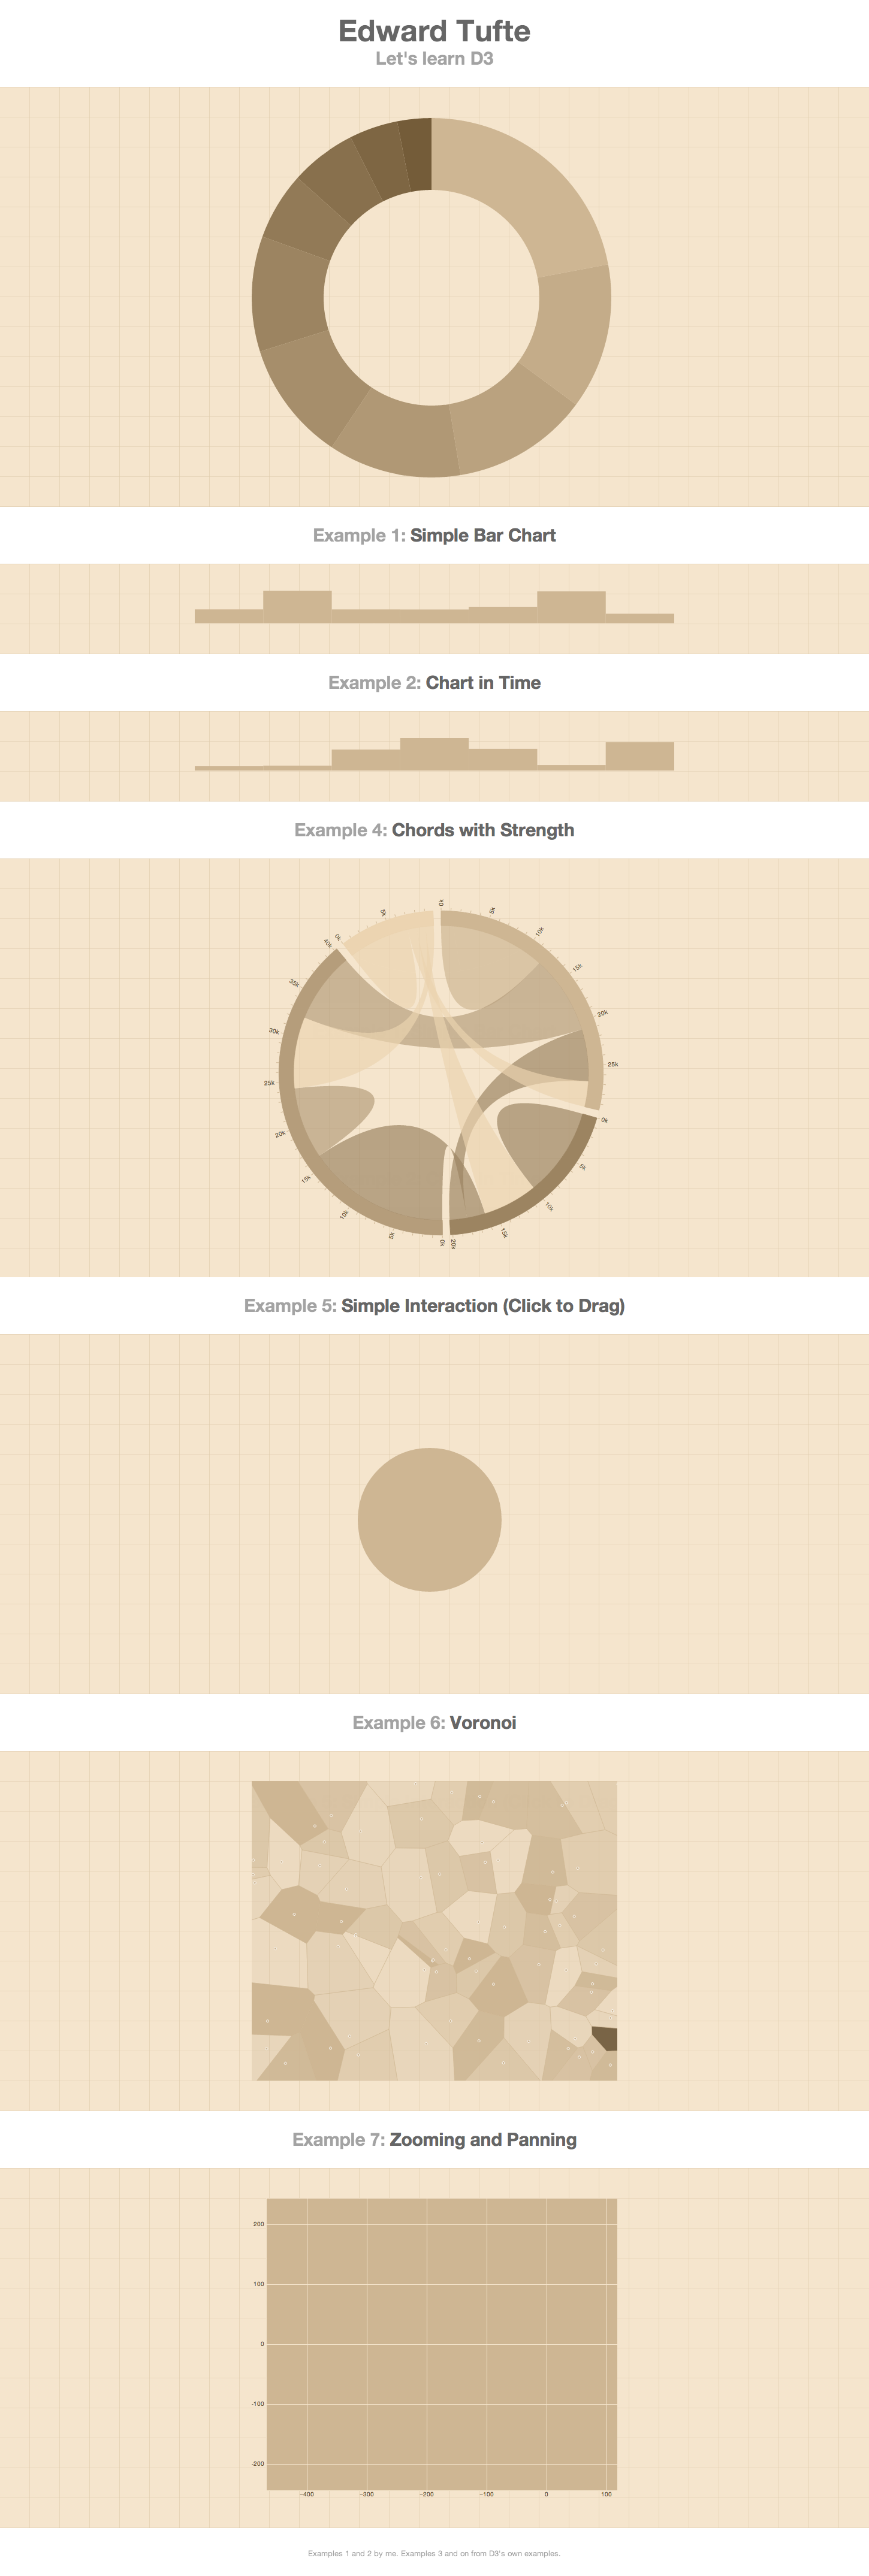 Edward Tufte
Let's learn D3
Example 1: Simple Bar Chart
Example 2: Chart in Time
Example 4: Chords with Strength
0k
5k
10k
15k
20k
25k
0k
5k
10k
15k
20k
0k
5k
10k
15k
20k
25k
30k
35k
40k
0k
5k
Example 5: Simple Interaction (Click to Drag)
Example 6: Voronoi
Example 7: Zooming and Panning
200
100
0
-100
-200
−400 −300 −200 −100 0 100
Examples 1 and 2 by me. Examples 3 and on from D3's own examples.